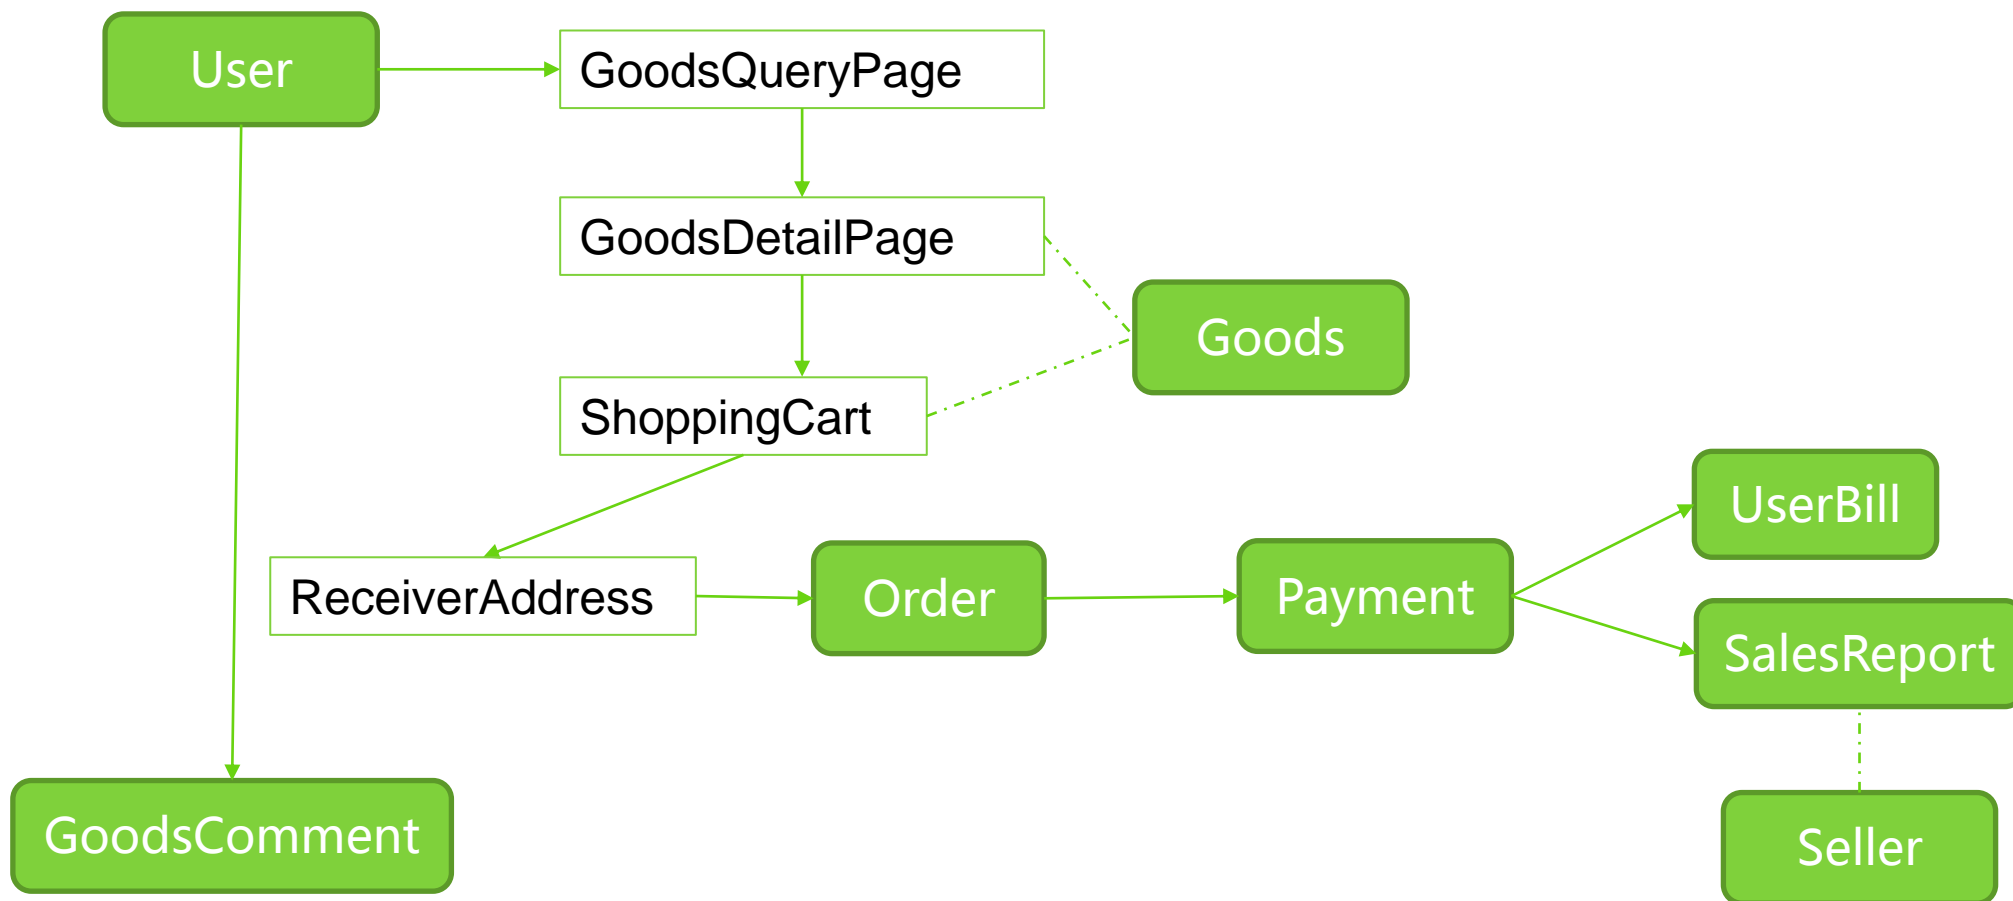 User
GoodsQueryPage
GoodsDetailPage
Goods
ShoppingCart
UserBill
ReceiverAddress
Order
Payment
SalesReport
GoodsComment
Seller